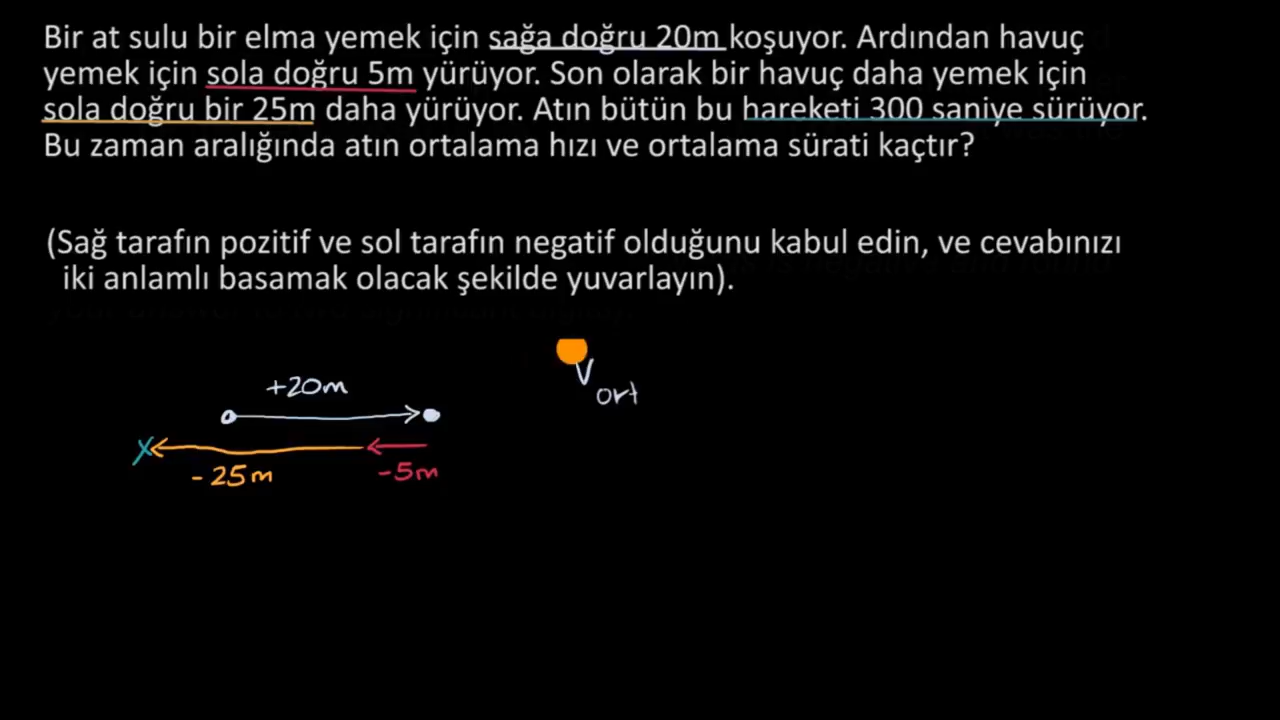 Bir at sulu bir elma yemek için sağa doğru 20m koşuyor. Ardından havuç
yemek için sola doğru 5m yürüyor. Son olarak bir havuç daha yemek için
sola doğru bir 25m daha yürüyor. Atın bütün bu hareketi 300 saniye sürüyor.
Bu zaman aralığında atın ortalama hızı ve ortalama sürati kaçtır?
(Sağ tarafın pozitif ve sol tarafın negatif olduğunu kabul edin, ve cevabınızı
iki anlamlı basamak olacak şekilde yuvarlayın).
V ort
+20m
x
-25m -5m